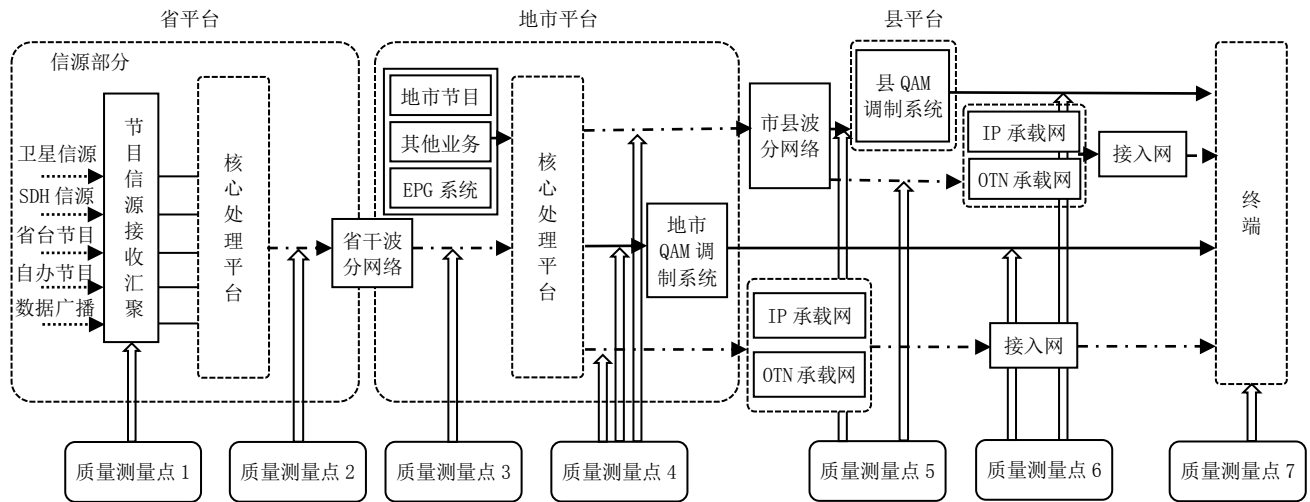 省平台
地市平台
县平台
信源部分
卫星信源
SDH 信源
省台节目
自办节目
数据广播
节目信源接收汇聚
核心处理平台
省干波
分网络
地市节目
其他业务
EPG 系统
核心处理平台
地市
QAM 调
制系统
市县波
分网络
县 QAM
调制系统
IP 承载网
OTN 承载网
接入网
IP 承载网
OTN 承载网
接入网
终端
质量测量点 1
质量测量点 2
质量测量点 3
质量测量点 4
质量测量点 5
质量测量点 6
质量测量点 7